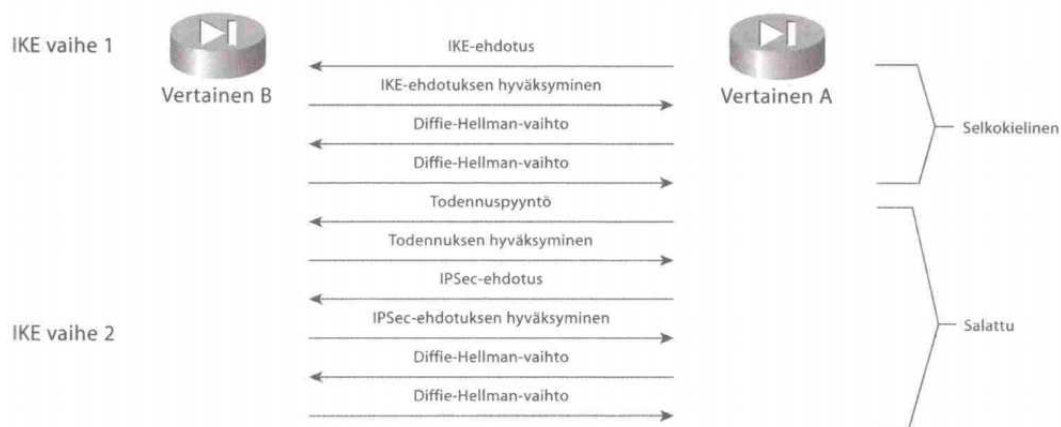 IKE vaihe 1
Vertainen B
Vertainen A
IKE-ehdotus
IKE-ehdotuksen hyväksyminen
Diffie-Hellman-vaihto
Diffie-Hellman-vaihto
Selkokielinen
Todennuspyyntö
Todennuksen hyväksyminen
IPSec-ehdotus
IKE vaihe 2
IPSec-ehdotuksen hyväksyminen
Diffie-Hellman-vaihto
Diffie-Hellman-vaihto
Salattu